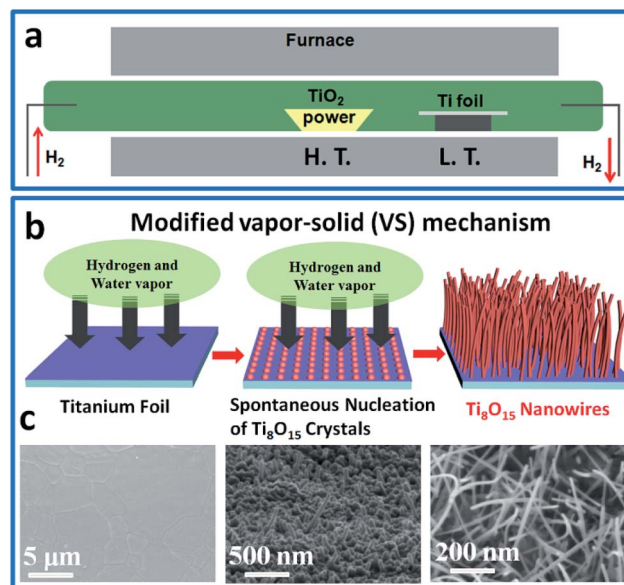 a
Furnace
TiO2
power
Ti foil
H2
H. T.
L. T.
H2
b
Modified vapor-solid (VS) mechanism
Hydrogen and
Water vapor
Hydrogen and
Water vapor
Titanium Foil
Spontaneous Nucleation
of Ti8O15 Crystals
Ti8O15 Nanowires
c
5 μm
500 nm
200 nm